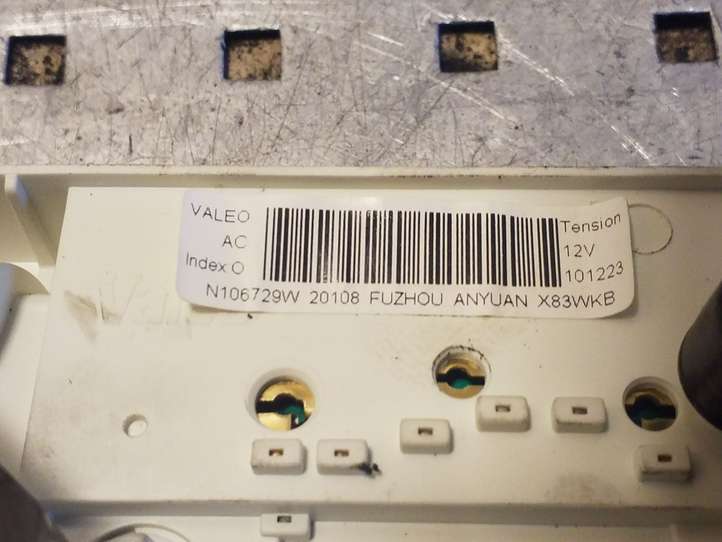 VALEO
AC
Index O
Tension
12V
101223
N106729W 20108 FUZHOU ANYUAN X83WKB